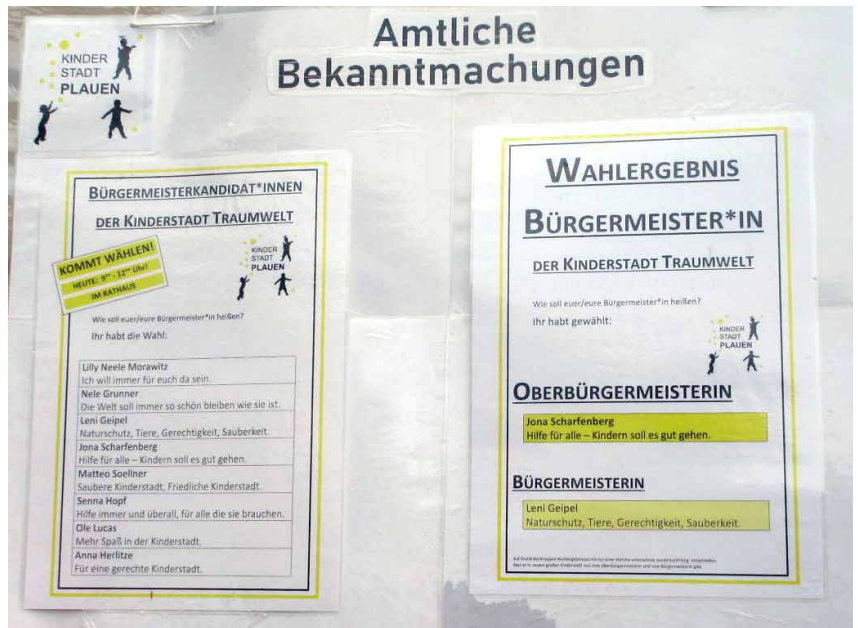 Amtliche
Bekanntmachungen
KINDER
STADT
PLAUEN
BÜRGERMEISTERKANDIDAT*INNEN
DER KINDERSTADT TRAUMWELT
KOMMT WÄHLEN!
HEUTE: 9⁰⁰ - 12⁰⁰ Uhr!
IM RATHAUS
KINDER
STADT
PLAUEN
Wie soll euer/eure Bürgermeister*in heißen?
Ihr habt die Wahl:
Lilly Neele Morawitz
Ich will immer für euch da sein.
Nele Grunner
Die Welt soll immer so schön bleiben wie sie ist.
Leni Geipel
Naturschutz, Tiere, Gerechtigkeit, Sauberkeit.
Jona Scharfenberg
Hilfe für alle – Kindern soll es gut gehen.
Matteo Soellner
Saubere Kinderstadt, Friedliche Kinderstadt.
Senna Hopf
Hilfe immer und überall, für alle die sie brauchen.
Ole Lucas
Mehr Spaß in der Kinderstadt.
Anna Herlitze
Für eine gerechte Kinderstadt.
WAHLERGEBNIS
BÜRGERMEISTER*IN
DER KINDERSTADT TRAUMWELT
Wie soll euer/eure Bürgermeister*in heißen?
Ihr habt gewählt:
KINDER
STADT
PLAUEN
OBERBÜRGERMEISTERIN
Jona Scharfenberg
Hilfe für alle – Kindern soll es gut gehen.
BÜRGERMEISTERIN
Leni Geipel
Naturschutz, Tiere, Gerechtigkeit, Sauberkeit.